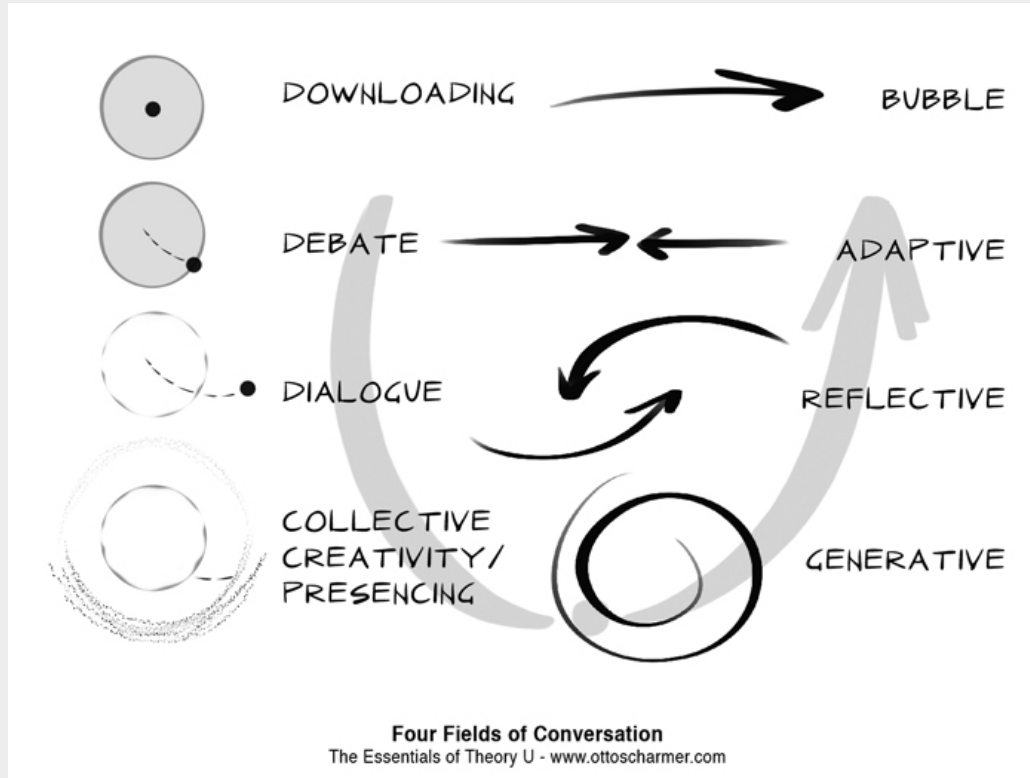 DOWNLOADING
BUBBLE
DEBATE
ADAPTIVE
DIALOGUE
REFLECTIVE
COLLECTIVE
CREATIVITY/
PRESENCING
GENERATIVE
Four Fields of Conversation
The Essentials of Theory U - www.ottoscharmer.com